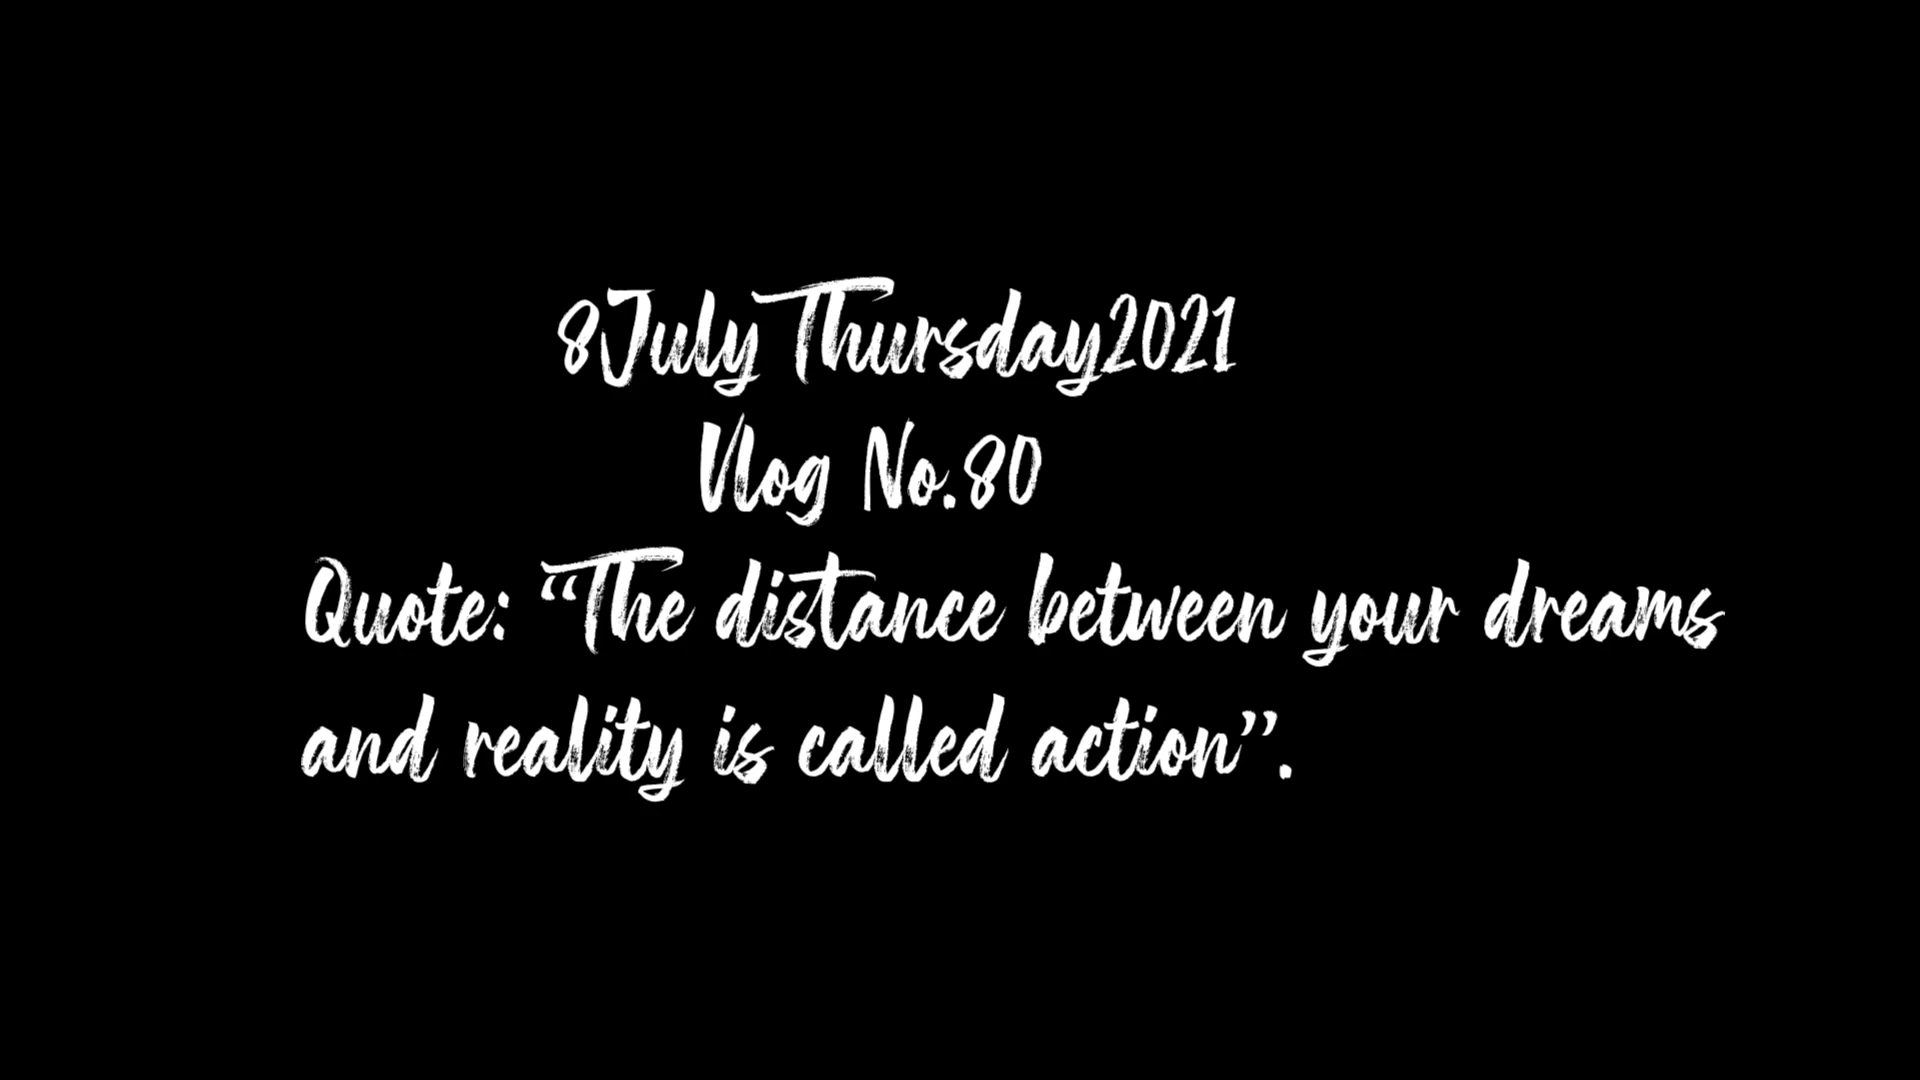 8July Thursday2021
Vlog No.80
Quote: “The distance between your dreams
and reality is called action”.